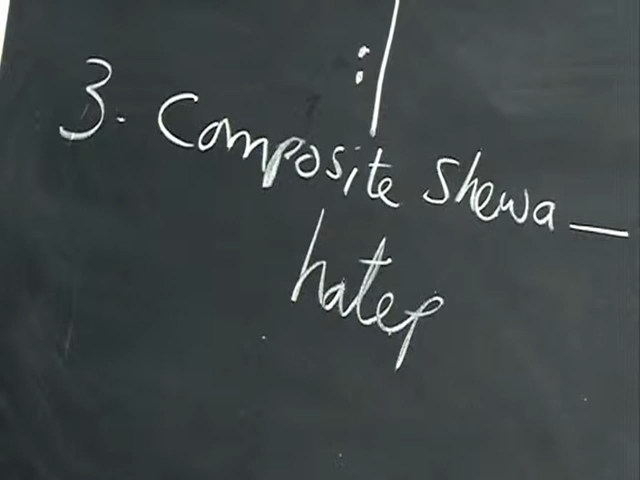 :
3. Composite Shewa —
hatef